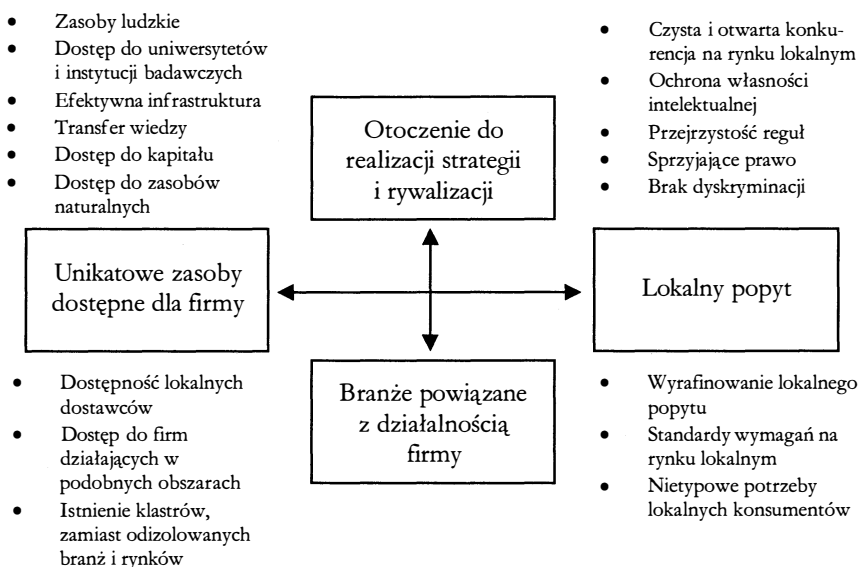 • Zasoby ludzkie
• Dostęp do uniwersytetów
i instytucji badawczych
• Efektywna infrastruktura
• Transfer wiedzy
• Dostęp do kapitału
• Dostęp do zasobów
naturalnych
Otoczenie do
realizacji strategii
i rywalizacji
• Czysta i otwarta konku-
rencja na rynku lokalnym
• Ochrona własności
intelektualnej
• Przejrzystość reguł
• Sprzyjające prawo
• Brak dyskryminacji
Unikatowe zasoby
dostępne dla firmy
Lokalny popyt
• Dostępność lokalnych
dostawców
• Dostęp do firm
działających w
podobnych obszarach
• Istnienie klastrów,
zamiast odizolowanych
branż i rynków
Branże powiązane
z działalnością
firmy
• Wyrafinowanie lokalnego
popytu
• Standardy wymagań na
rynku lokalnym
• Nietypowe potrzeby
lokalnych konsumentów